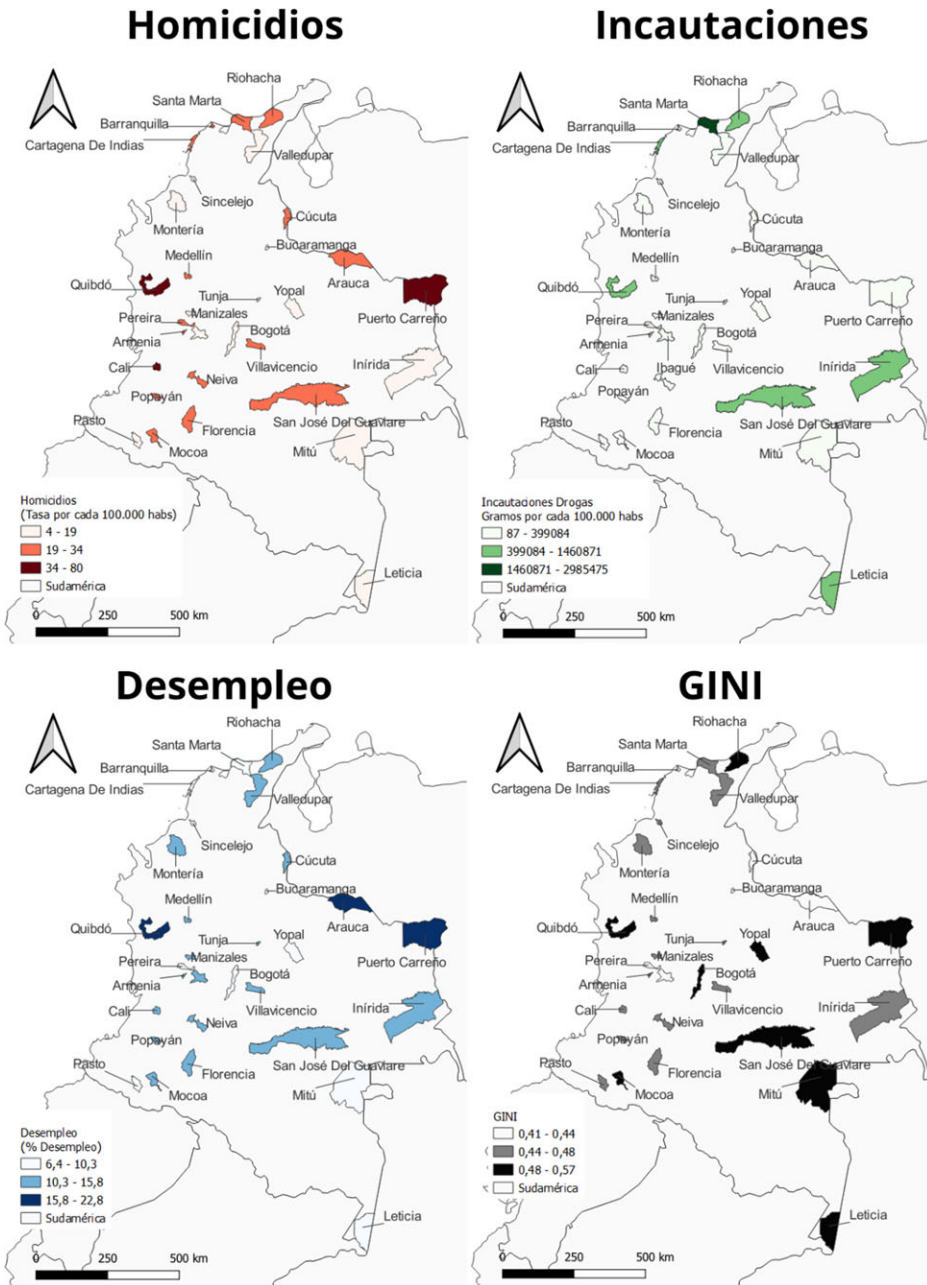 Homicidios
Riohacha
Santa Marta
Barranquilla
Cartagena De Indias
Valledupar
Sincelejo
Montería
Cúcuta
Bucaramanga
Medellín
Arauca
Quibdó
Tunja
Yopal
Puerto Carreño
Manizales
Pereira
Bogotá
Armenia
Villavicencio
Inírida
Cali
Neiva
Popayán
San José Del Guaviare
Pasto
Florencia
Mitú
Mocoa
Homicidios
(Tasa por cada 100.000 habs)
4 - 19
19 - 34
34 - 80
Sudamérica
Leticia
0 250 500 km
Incautaciones
Riohacha
Santa Marta
Barranquilla
Cartagena De Indias
Valledupar
Sincelejo
Montería
Cúcuta
Bucaramanga
Medellín
Arauca
Quibdó
Tunja
Yopal
Puerto Carreño
Manizales
Pereira
Bogotá
Armenia
Villavicencio
Inírida
Cali
Ibagué
Popayán
San José Del Guaviare
Pasto
Florencia
Mitú
Mocoa
Incautaciones Drogas
Gramos por cada 100.000 habs
87 - 399084
399084 - 1460871
1460871 - 2985475
Sudamérica
Leticia
0 250 500 km
Desempleo
Riohacha
Santa Marta
Barranquilla
Cartagena De Indias
Valledupar
Sincelejo
Montería
Cúcuta
Bucaramanga
Medellín
Arauca
Quibdó
Tunja
Yopal
Puerto Carreño
Manizales
Pereira
Bogotá
Armenia
Villavicencio
Inírida
Cali
Neiva
Popayán
San José Del Guaviare
Pasto
Florencia
Mitú
Mocoa
Desempleo
(% Desempleo)
6,4 - 10,3
10,3 - 15,8
15,8 - 22,8
Sudamérica
Leticia
0 250 500 km
GINI
Riohacha
Santa Marta
Barranquilla
Cartagena De Indias
Valledupar
Sincelejo
Montería
Cúcuta
Bucaramanga
Medellín
Arauca
Quibdó
Tunja
Yopal
Puerto Carreño
Manizales
Pereira
Bogotá
Armenia
Villavicencio
Inírida
Cali
Neiva
Popayán
San José Del Guaviare
Pasto
Florencia
Mitú
Mocoa
GINI
0,41 - 0,44
0,44 - 0,48
0,48 - 0,57
Sudamérica
Leticia
0 250 500 km